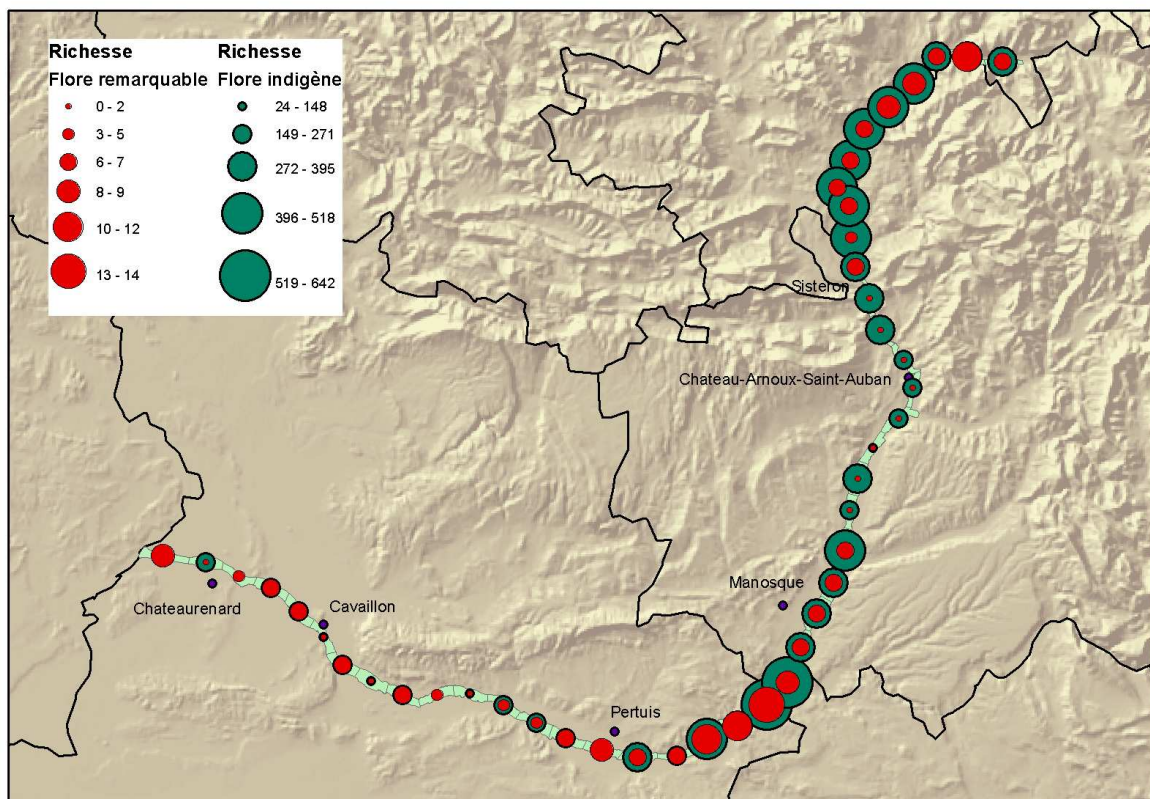 Richesse
Flore remarquable
0 - 2
3 - 5
6 - 7
8 - 9
10 - 12
13 - 14
Richesse
Flore indigène
24 - 148
149 - 271
272 - 395
396 - 518
519 - 642
Sisteron
Chateau-Arnoux-Saint-Auban
Manosque
Chateaurenard
Cavaillon
Pertuis